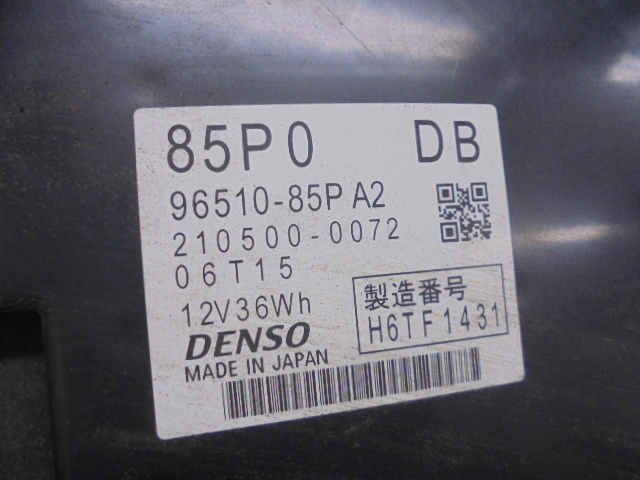 85P0 DB
96510-85P A2
210500-0072
06T15
12V36Wh
製造番号
H6TF1431
DENSO
MADE IN JAPAN